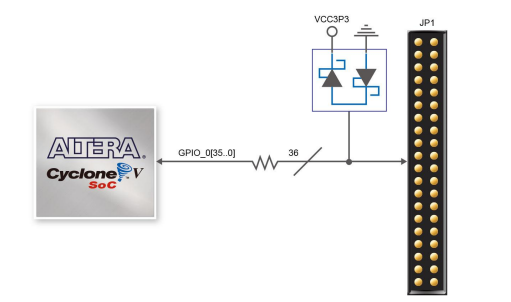 VCC3P3
JP1
ALTERA.
GPIO_0[35..0]
36
Cyclone V
SoC